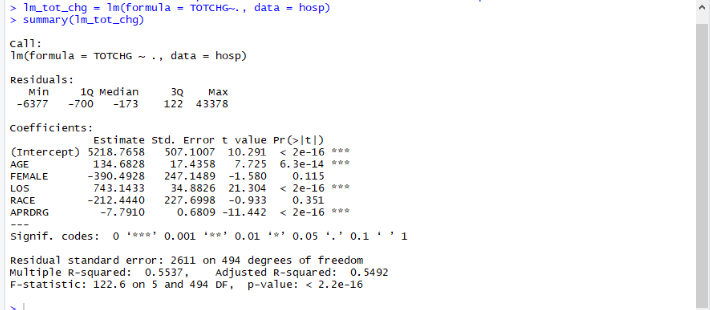 > lm_tot_chg = lm(formula = TOTCHG~., data = hosp)
> summary(lm_tot_chg)

Call:
lm(formula = TOTCHG ~ ., data = hosp)

Residuals:
   Min     1Q Median     3Q    Max
 -6377   -700   -173    122  43378

Coefficients:
             Estimate Std. Error t value Pr(>|t|)
(Intercept) 5218.7658   507.1007  10.291  < 2e-16 ***
AGE          134.6828    17.4358   7.725  6.3e-14 ***
FEMALE      -390.4928   247.1489  -1.580    0.115
LOS          743.1433    34.8826  21.304  < 2e-16 ***
RACE        -212.4440   227.6998  -0.933    0.351
APRDRG        -7.7910     0.6809 -11.442  < 2e-16 ***
---
Signif. codes:  0 ‘***’ 0.001 ‘**’ 0.01 ‘*’ 0.05 ‘.’ 0.1 ‘ ’ 1

Residual standard error: 2611 on 494 degrees of freedom
Multiple R-squared:  0.5537,    Adjusted R-squared:  0.5492
F-statistic: 122.6 on 5 and 494 DF,  p-value: < 2.2e-16

>